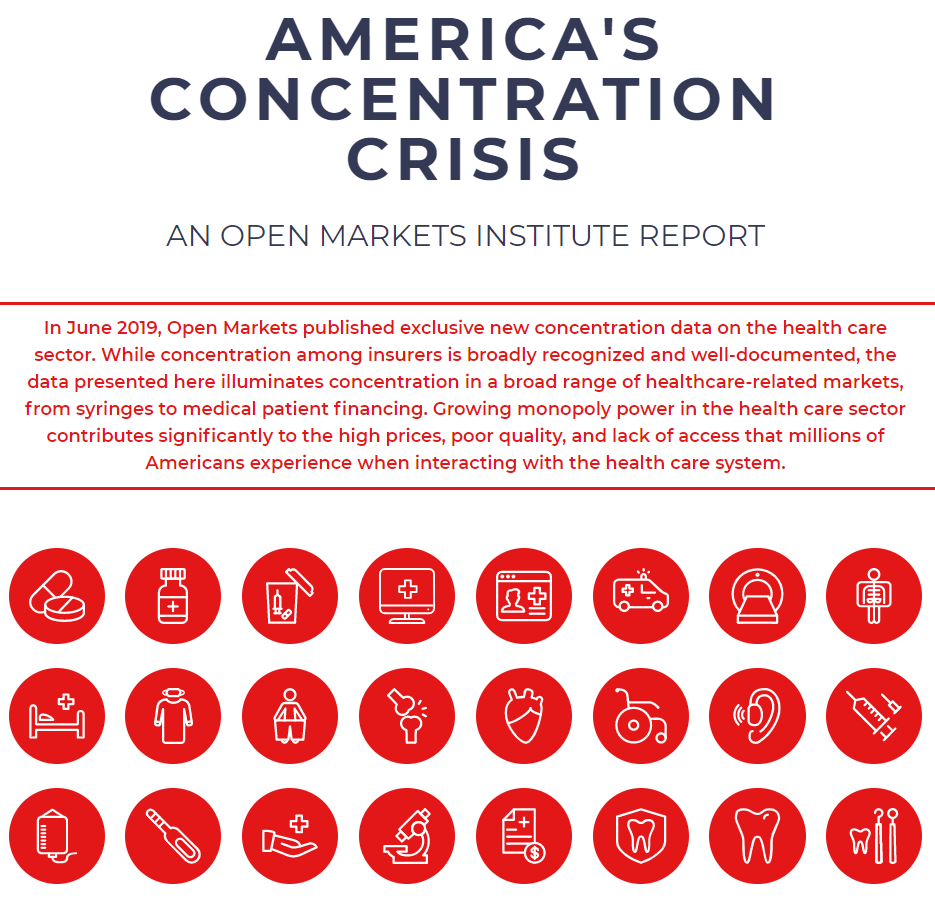 AMERICA'S
CONCENTRATION
CRISIS
AN OPEN MARKETS INSTITUTE REPORT
In June 2019, Open Markets published exclusive new concentration data on the health care
sector. While concentration among insurers is broadly recognized and well-documented, the
data presented here illuminates concentration in a broad range of healthcare-related markets,
from syringes to medical patient financing. Growing monopoly power in the health care sector
contributes significantly to the high prices, poor quality, and lack of access that millions of
Americans experience when interacting with the health care system.
$